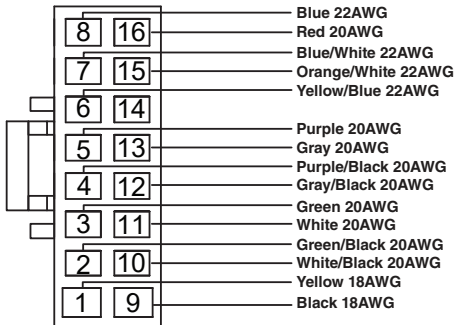 Blue 22AWG
8 16 Red 20AWG
Blue/White 22AWG
7 15 Orange/White 22AWG
Yellow/Blue 22AWG
6 14
Purple 20AWG
5 13 Gray 20AWG
Purple/Black 20AWG
4 12 Gray/Black 20AWG
Green 20AWG
3 11 White 20AWG
Green/Black 20AWG
2 10 White/Black 20AWG
Yellow 18AWG
1 9 Black 18AWG